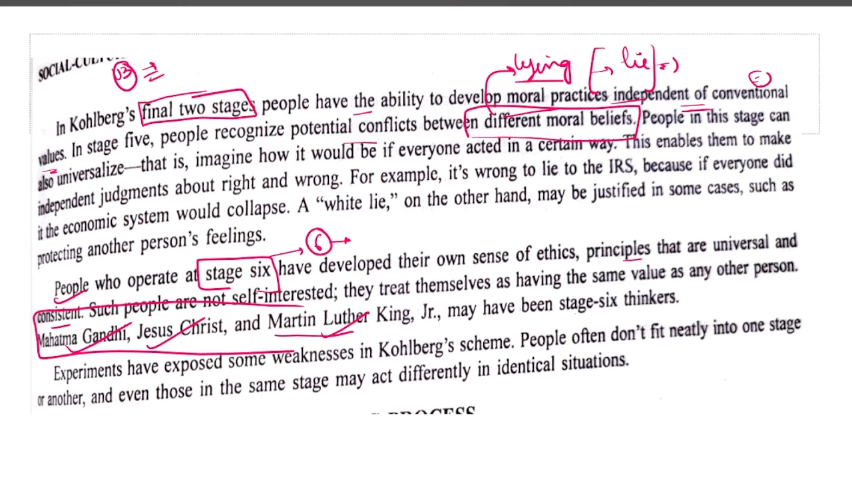 SOCIAL-CULT
13 ⇒
lying [→ lie] =>
5
In Kohlberg's final two stages people have the ability to develop moral practices independent of conventional
values. In stage five, people recognize potential conflicts between different moral beliefs. People in this stage can
also universalize—that is, imagine how it would be if everyone acted in a certain way. This enables them to make
independent judgments about right and wrong. For example, it's wrong to lie to the IRS, because if everyone did
it the economic system would collapse. A "white lie," on the other hand, may be justified in some cases, such as
protecting another person's feelings.
6
People who operate at stage six have developed their own sense of ethics, principles that are universal and
consistent. Such people are not self-interested; they treat themselves as having the same value as any other person.
Mahatma Gandhi, Jesus Christ, and Martin Luther King, Jr., may have been stage-six thinkers.
Experiments have exposed some weaknesses in Kohlberg's scheme. People often don't fit neatly into one stage
or another, and even those in the same stage may act differently in identical situations.
PROCESS